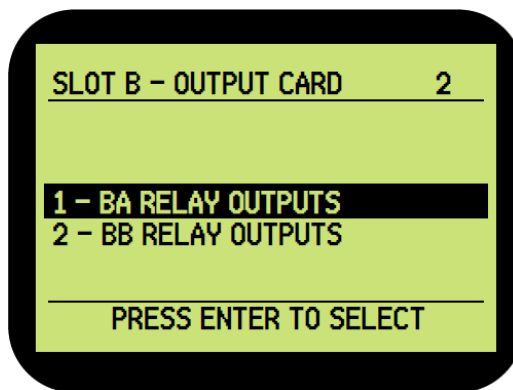 SLOT B - OUTPUT CARD 2
1 - BA RELAY OUTPUTS
2 - BB RELAY OUTPUTS
PRESS ENTER TO SELECT